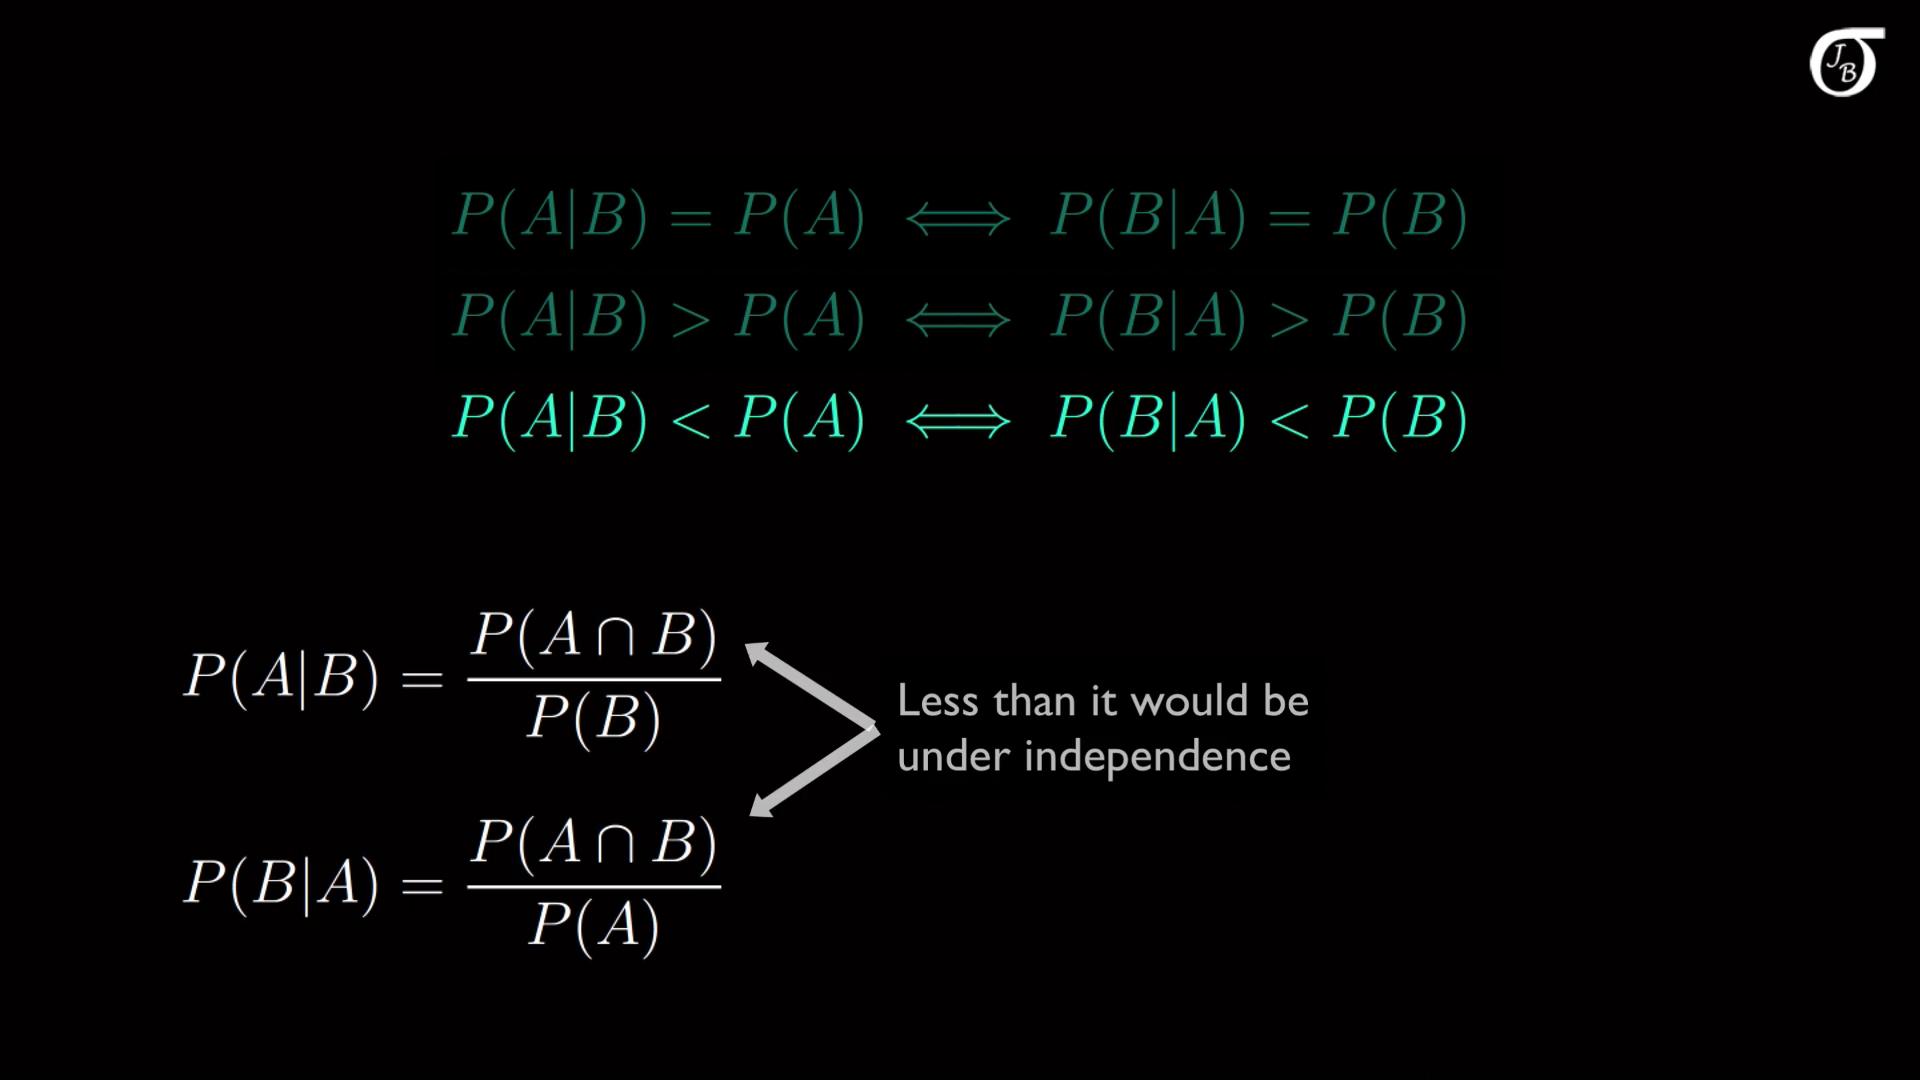 J
B
P(A|B) = P(A) ⟺ P(B|A) = P(B)
P(A|B) > P(A) ⟺ P(B|A) > P(B)
P(A|B) < P(A) ⟺ P(B|A) < P(B)
P(A|B) = P(A ∩ B) / P(B)
Less than it would be
under independence
P(B|A) = P(A ∩ B) / P(A)